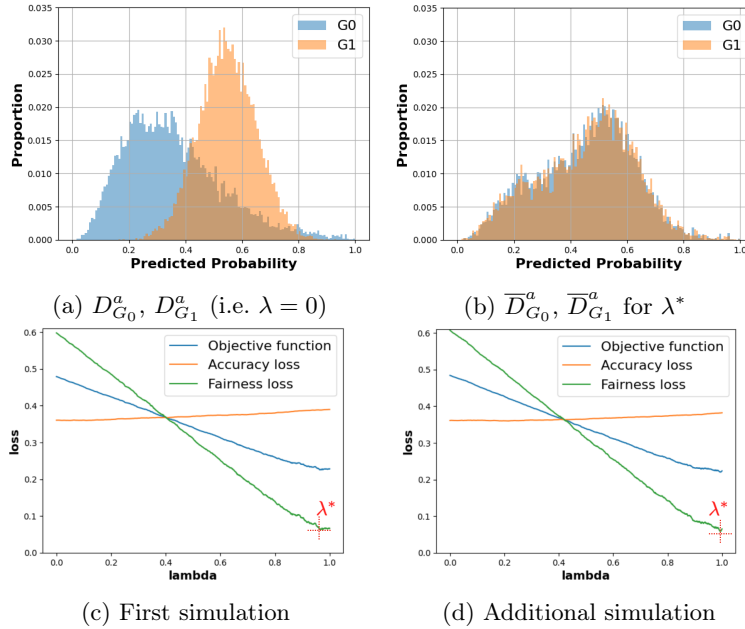 0.035
0.030
0.025
0.020
0.015
0.010
0.005
0.000
Proportion
G0
G1
0.0 0.2 0.4 0.6 0.8 1.0
Predicted Probability
(a) $D^a_{G_0}$, $D^a_{G_1}$ (i.e. λ = 0)
0.035
0.030
0.025
0.020
0.015
0.010
0.005
0.000
Proportion
G0
G1
0.0 0.2 0.4 0.6 0.8 1.0
Predicted Probability
(b) $\overline{D}^a_{G_0}$, $\overline{D}^a_{G_1}$ for λ*
0.6
0.5
0.4
0.3
0.2
0.1
0.0
loss
Objective function
Accuracy loss
Fairness loss
λ*
0.0 0.2 0.4 0.6 0.8 1.0
lambda
(c) First simulation
0.6
0.5
0.4
0.3
0.2
0.1
0.0
loss
Objective function
Accuracy loss
Fairness loss
λ*
0.0 0.2 0.4 0.6 0.8 1.0
lambda
(d) Additional simulation